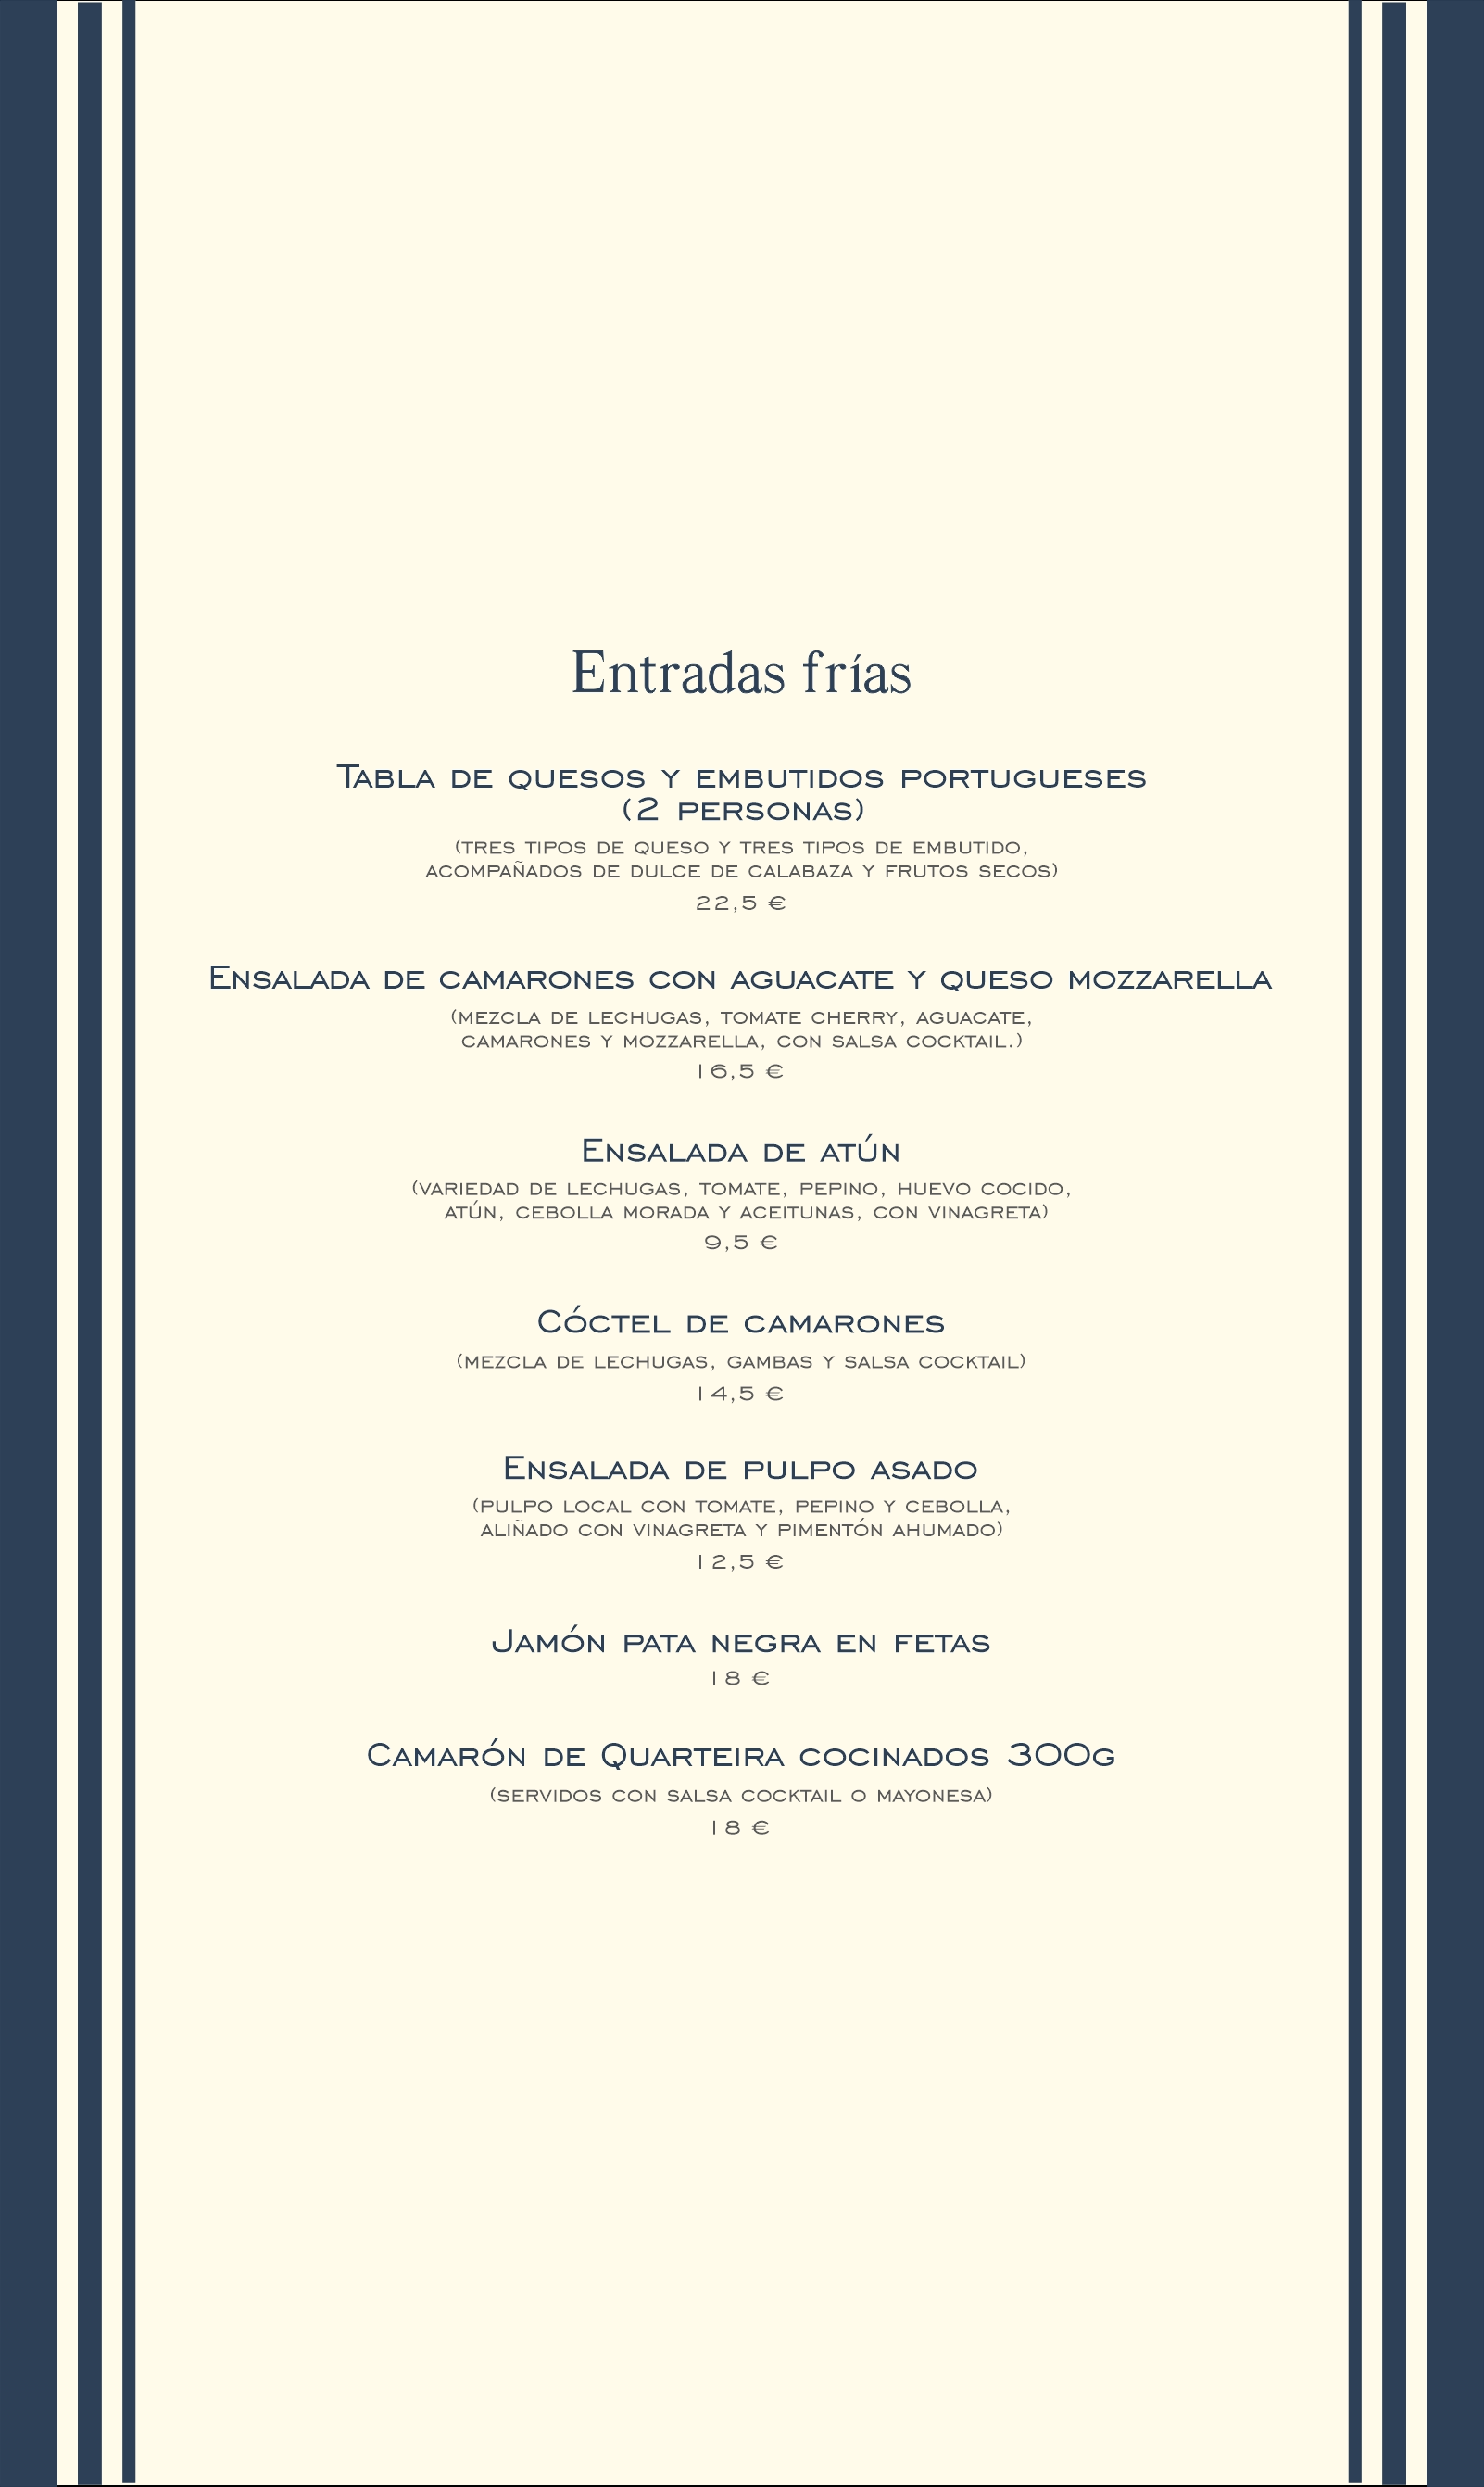 Entradas frías
Tabla de quesos y embutidos portugueses
(2 personas)
(tres tipos de queso y tres tipos de embutido,
acompañados de dulce de calabaza y frutos secos)
22,5 €
Ensalada de camarones con aguacate y queso mozzarella
(mezcla de lechugas, tomate cherry, aguacate,
camarones y mozzarella, con salsa cocktail.)
16,5 €
Ensalada de atún
(variedad de lechugas, tomate, pepino, huevo cocido,
atún, cebolla morada y aceitunas, con vinagreta)
9,5 €
Cóctel de camarones
(mezcla de lechugas, gambas y salsa cocktail)
14,5 €
Ensalada de pulpo asado
(pulpo local con tomate, pepino y cebolla,
aliñado con vinagreta y pimentón ahumado)
12,5 €
Jamón pata negra en fetas
18 €
Camarón de Quarteira cocinados 300g
(servidos con salsa cocktail o mayonesa)
18 €